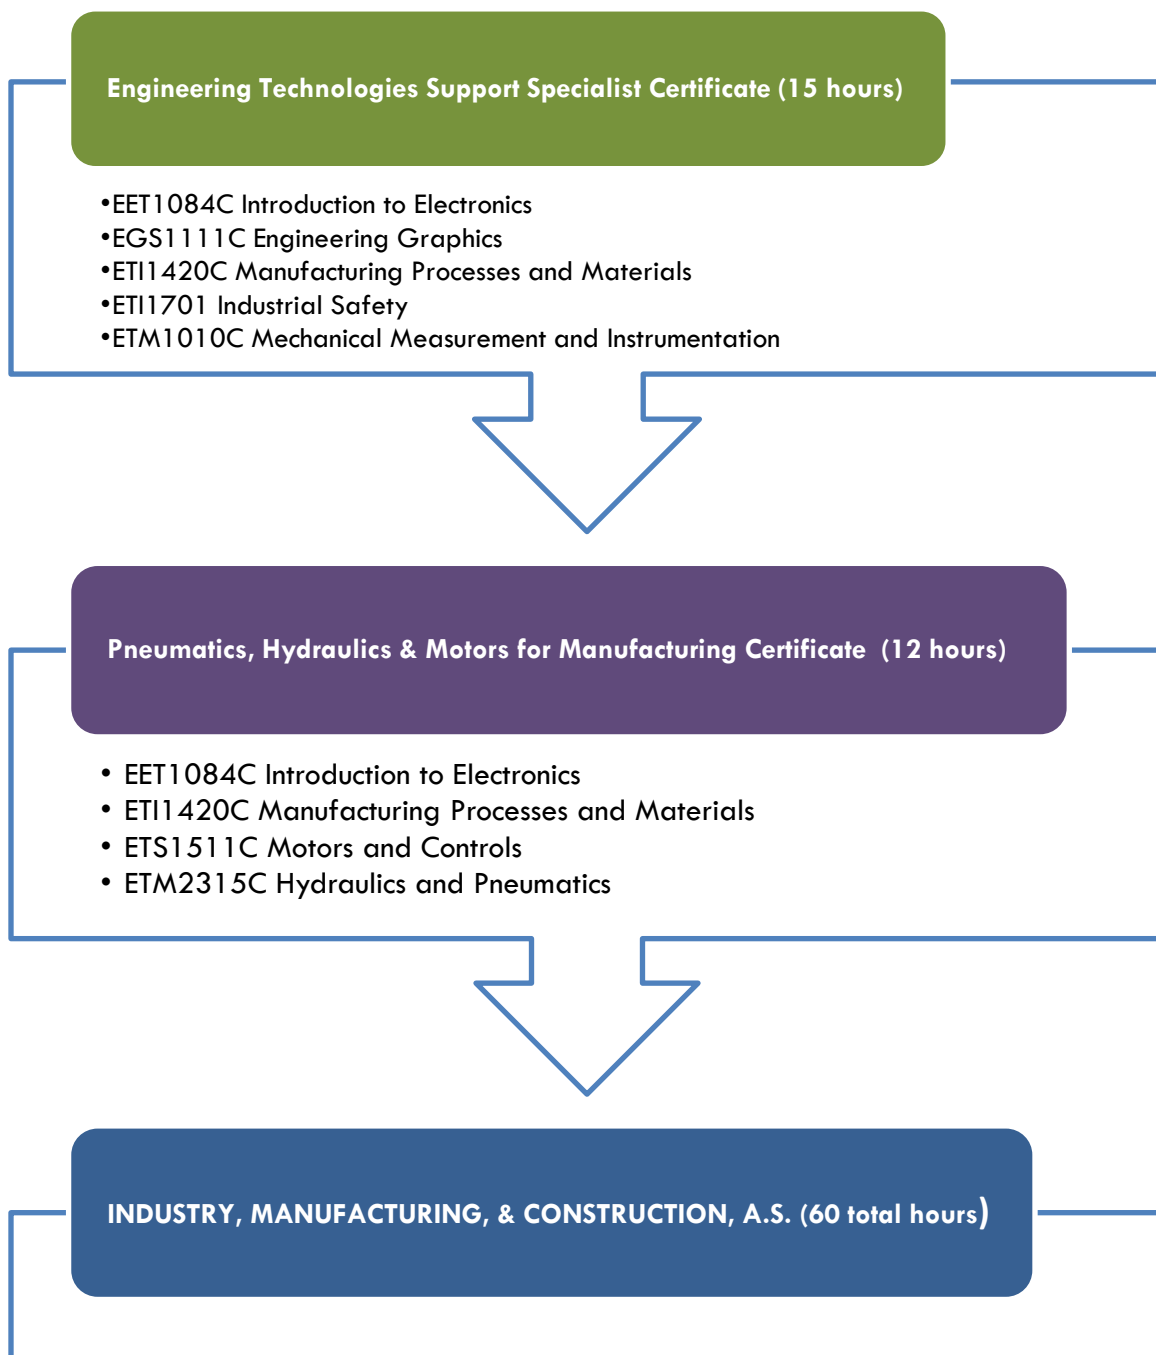 Engineering Technologies Support Specialist Certificate (15 hours)
•EET1084C Introduction to Electronics
•EGS1111C Engineering Graphics
•ETI1420C Manufacturing Processes and Materials
•ETI1701 Industrial Safety
•ETM1010C Mechanical Measurement and Instrumentation
Pneumatics, Hydraulics & Motors for Manufacturing Certificate (12 hours)
• EET1084C Introduction to Electronics
• ETI1420C Manufacturing Processes and Materials
• ETS1511C Motors and Controls
• ETM2315C Hydraulics and Pneumatics
INDUSTRY, MANUFACTURING, & CONSTRUCTION, A.S. (60 total hours)